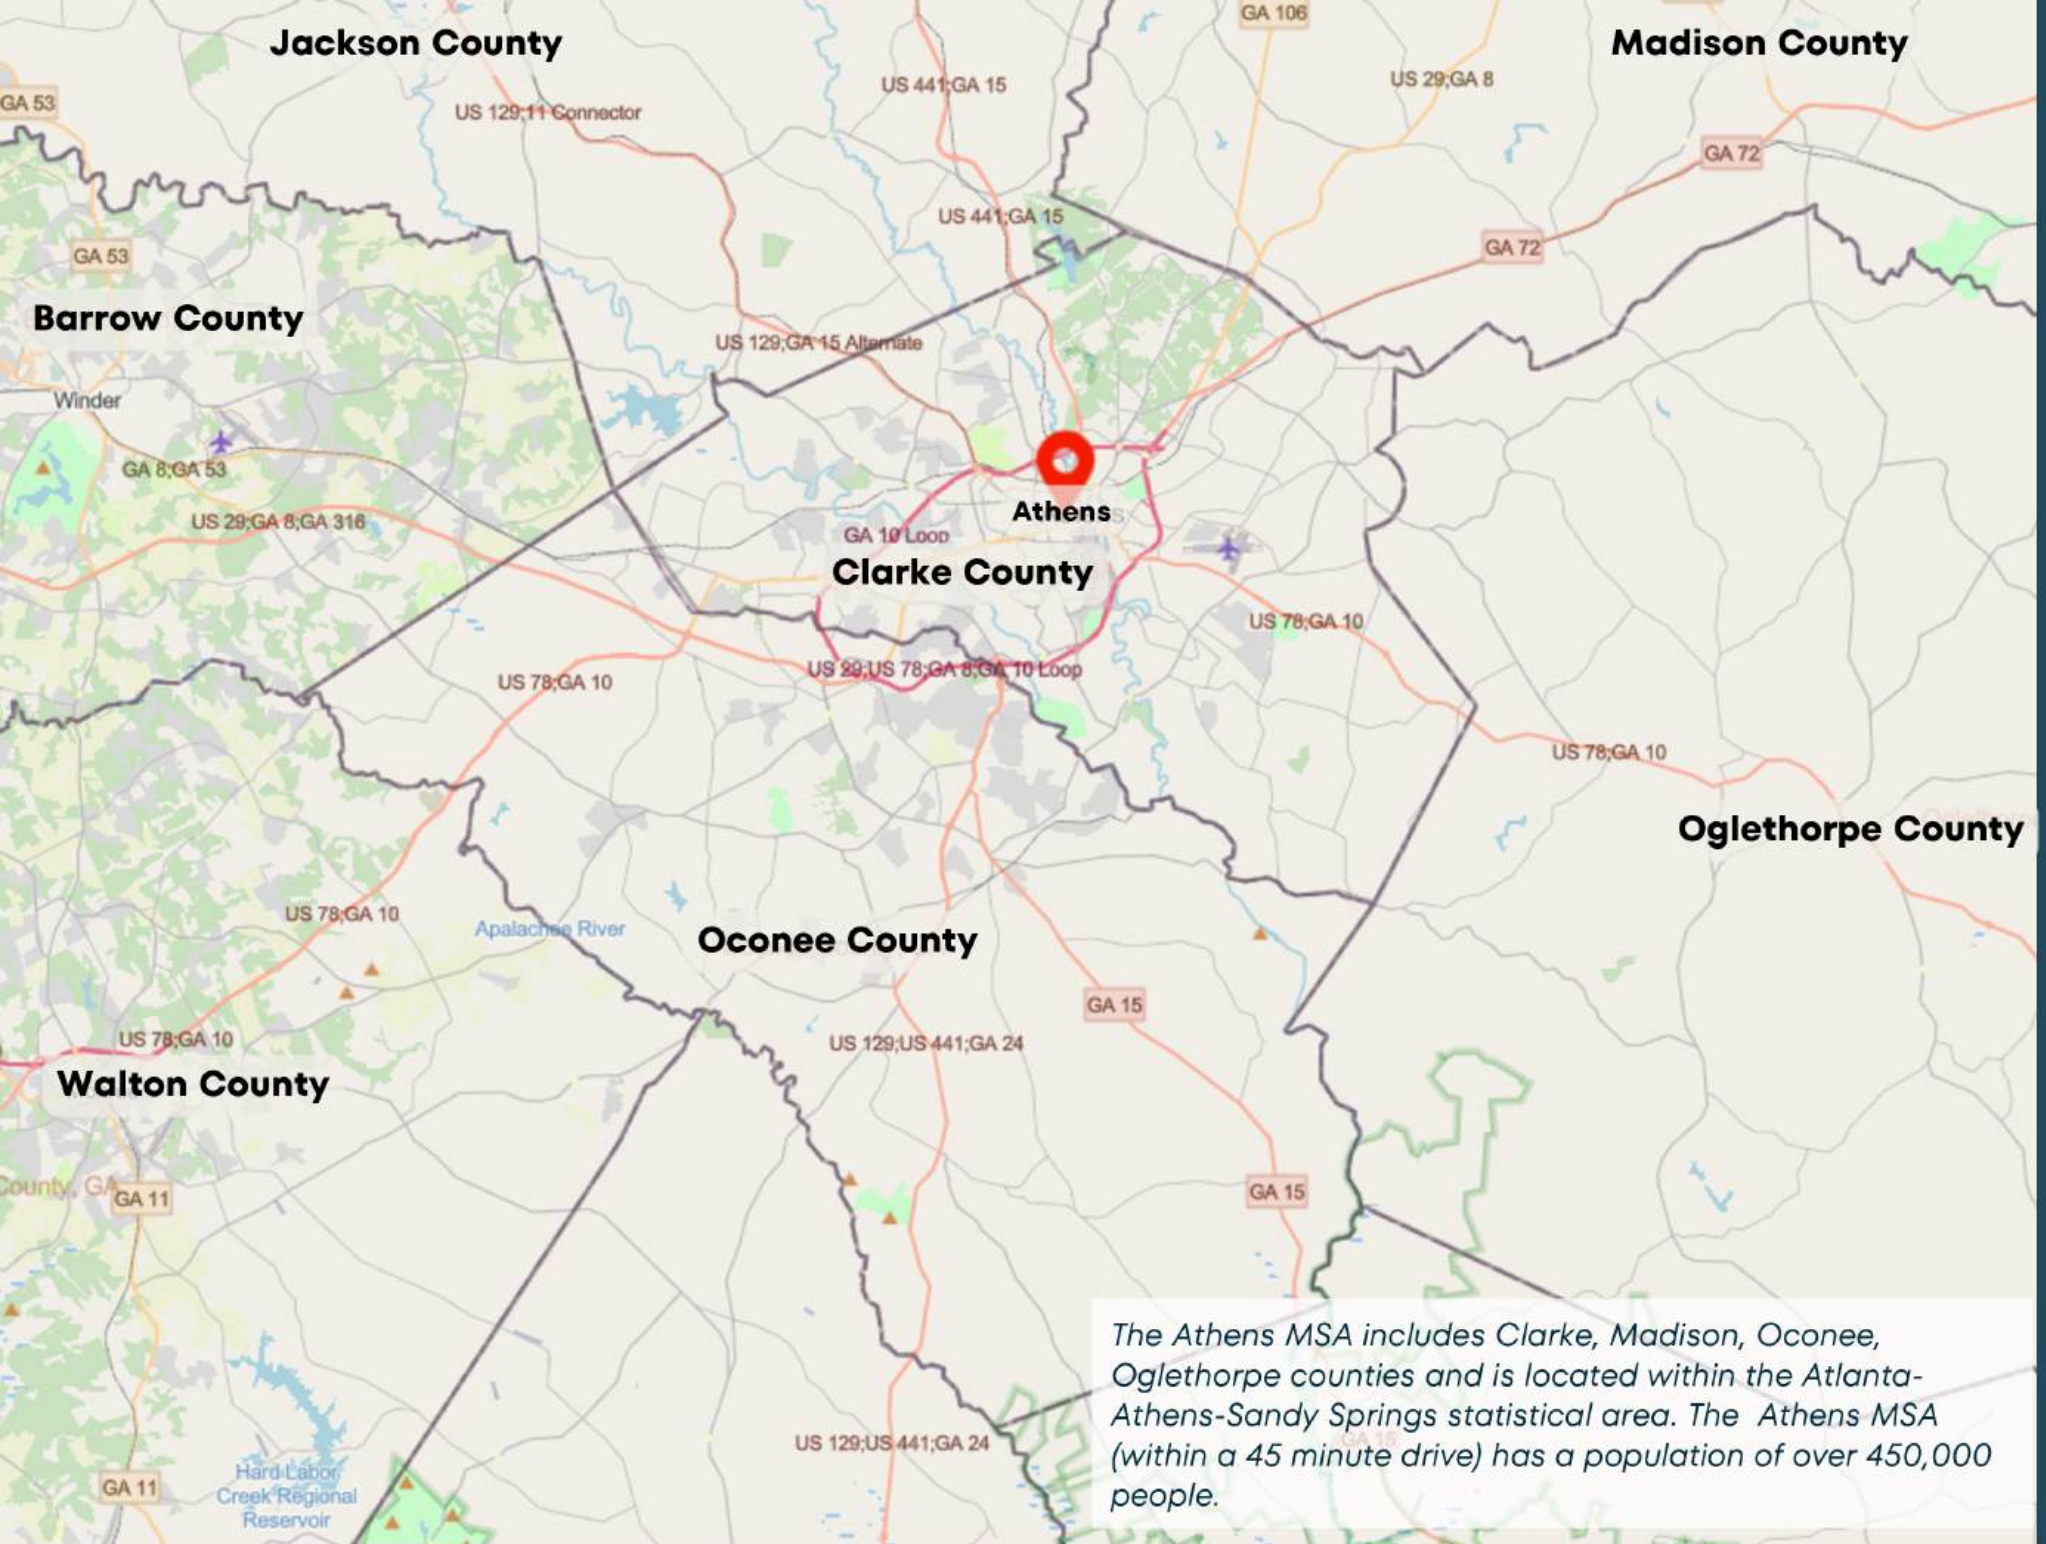 GA 106
Jackson County
Madison County
US 29;GA 8
US 441;GA 15
GA 53
US 129;11 Connector
GA 72
US 441;GA 15
GA 72
GA 53
Barrow County
US 129;GA 15 Alternate
Winder
GA 8;GA 53
Athens
US 29;GA 8;GA 316
GA 10 Loop
Clarke County
US 78;GA 10
US 29;US 78;GA 8;GA 10 Loop
US 78;GA 10
US 78;GA 10
Oglethorpe County
US 78;GA 10
Apalachee River
Oconee County
GA 15
US 78;GA 10
US 129;US 441;GA 24
Walton County
County, GA
GA 11
GA 15
The Athens MSA includes Clarke, Madison, Oconee,
Oglethorpe counties and is located within the Atlanta-
Athens-Sandy Springs statistical area. The  Athens MSA
(within a 45 minute drive) has a population of over 450,000
people.
GA 15
US 129;US 441;GA 24
Hard Labor
Creek Regional
Reservoir
GA 11